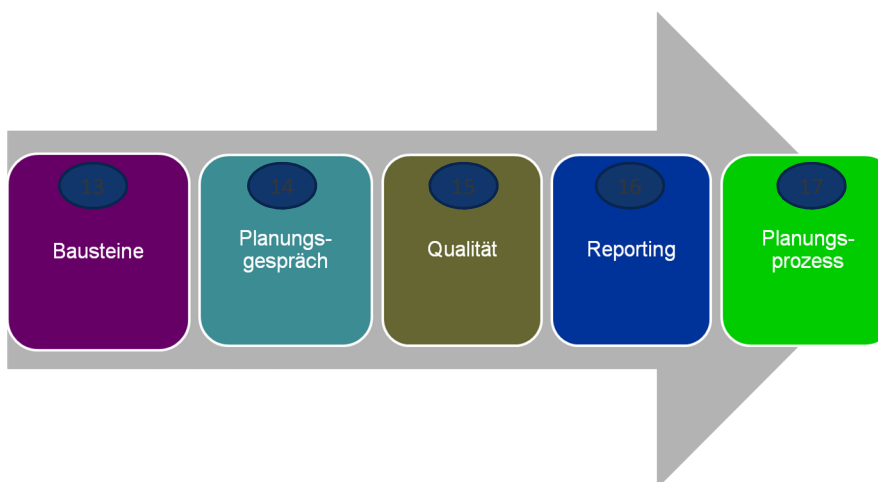 13
Bausteine
14
Planungs-
gespräch
15
Qualität
16
Reporting
17
Planungs-
prozess